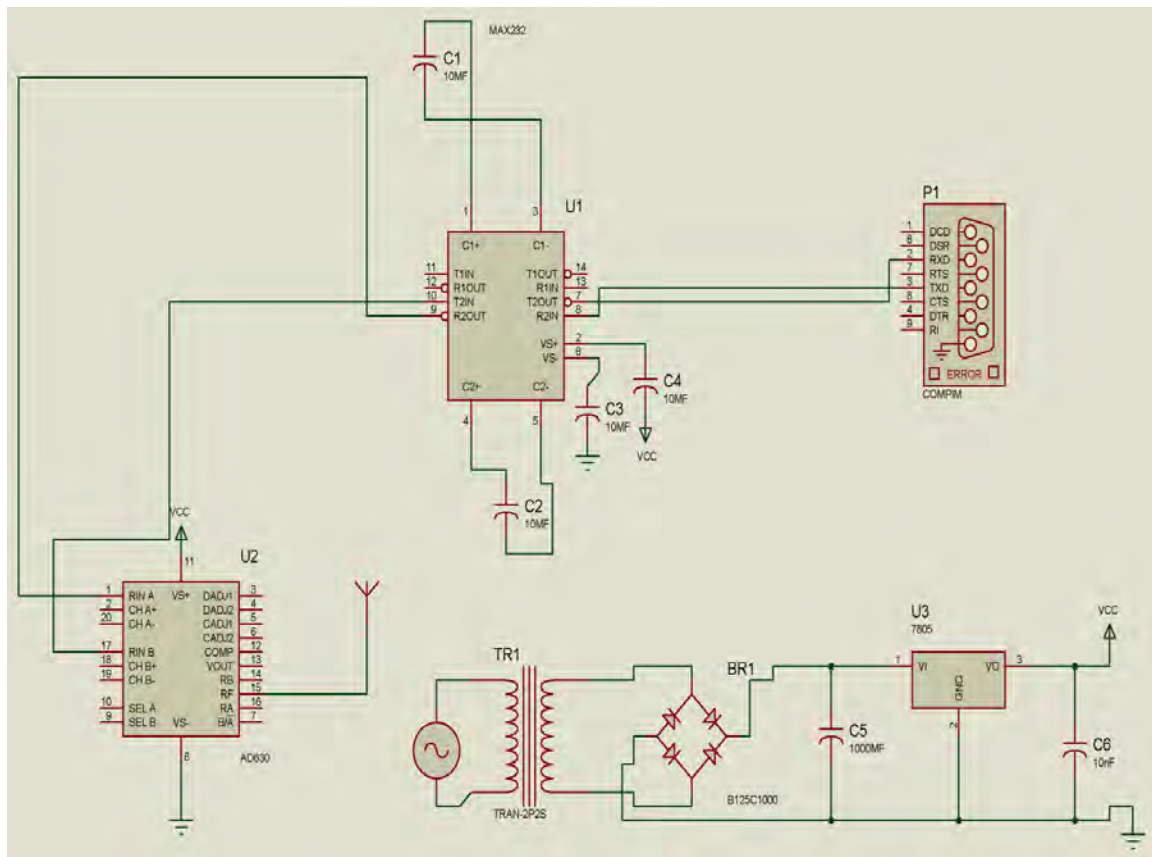 MAX232
C1
10MF
U1
1 3
C1+ C1-
11 T1IN T1OUT 14
12 R1OUT R1IN 13
10 T2IN T2OUT 7
9 R2OUT R2IN 8
VS+ 2
VS- 6
C2+ C2-
4 5
C4
10MF
VCC
C3
10MF
C2
10MF
P1
1 DCD
6 DSR
2 RXD
7 RTS
3 TXD
8 CTS
4 DTR
9 RI
ERROR
COMPIM
VCC
11
U2
1 RIN A VS+ DADJ1 3
2 CH A+ DADJ2 4
20 CH A- CADJ1 5
CADJ2 6
17 RIN B COMP 12
18 CH B+ VOUT 13
19 CH B- RB 14
RF 15
10 SEL A RA 16
9 SEL B VS- B/A 7
8
AD630
TR1
TRAN-2P2S
BR1
B125C1000
C5
1000MF
U3
7805
1 VI VO 3
GND
2
VCC
C6
10nF